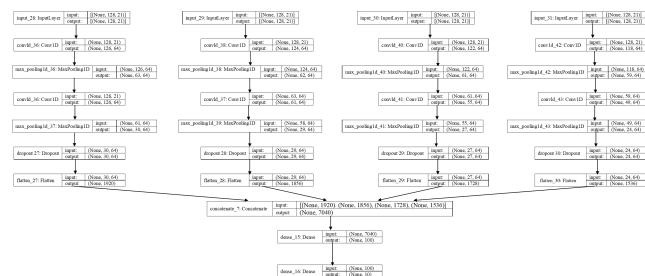 input_28: InputLayer input: [(None, 128, 21)] output: [(None, 128, 21)]
input_29: InputLayer input: [(None, 128, 21)] output: [(None, 128, 21)]
input_30: InputLayer input: [(None, 128, 21)] output: [(None, 128, 21)]
input_31: InputLayer input: [(None, 128, 21)] output: [(None, 128, 21)]
conv1d_36: Conv1D input: (None, 128, 21) output: (None, 126, 64)
conv1d_38: Conv1D input: (None, 128, 21) output: (None, 124, 64)
conv1d_40: Conv1D input: (None, 128, 21) output: (None, 122, 64)
conv1d_42: Conv1D input: (None, 128, 21) output: (None, 118, 64)
max_pooling1d_36: MaxPooling1D input: (None, 126, 64) output: (None, 63, 64)
max_pooling1d_38: MaxPooling1D input: (None, 124, 64) output: (None, 62, 64)
max_pooling1d_40: MaxPooling1D input: (None, 122, 64) output: (None, 61, 64)
max_pooling1d_42: MaxPooling1D input: (None, 118, 64) output: (None, 59, 64)
conv1d_36: Conv1D input: (None, 128, 21) output: (None, 126, 64)
conv1d_37: Conv1D input: (None, 63, 64) output: (None, 61, 64)
conv1d_41: Conv1D input: (None, 61, 64) output: (None, 55, 64)
conv1d_43: Conv1D input: (None, 59, 64) output: (None, 49, 64)
max_pooling1d_37: MaxPooling1D input: (None, 61, 64) output: (None, 30, 64)
max_pooling1d_39: MaxPooling1D input: (None, 58, 64) output: (None, 29, 64)
max_pooling1d_41: MaxPooling1D input: (None, 55, 64) output: (None, 27, 64)
max_pooling1d_43: MaxPooling1D input: (None, 49, 64) output: (None, 24, 64)
dropout 27: Dropout input: (None, 30, 64) output: (None, 30, 64)
dropout 28: Dropout input: (None, 29, 64) output: (None, 29, 64)
dropout 29: Dropout input: (None, 27, 64) output: (None, 27, 64)
dropout 30: Dropout input: (None, 24, 64) output: (None, 24, 64)
flatten_27: Flatten input: (None, 30, 64) output: (None, 1920)
flatten_28: Flatten input: (None, 29, 64) output: (None, 1856)
flatten_29: Flatten input: (None, 27, 64) output: (None, 1728)
flatten_30: Flatten input: (None, 24, 64) output: (None, 1536)
concatenate_7: Concatenate input: [(None, 1920), (None, 1856), (None, 1728), (None, 1536)] output: (None, 7040)
dense_15: Dense input: (None, 7040) output: (None, 100)
dense_16: Dense input: (None, 100) output: (None, 10)